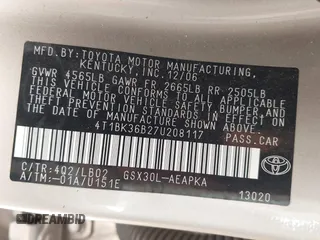 MFD. BY: TOYOTA MOTOR MANUFACTURING,
KENTUCKY, INC. 12/06
GVWR 4565LB GAWR FR 2665LB RR 2505LB
THIS VEHICLE CONFORMS TO ALL APPLICABLE
FEDERAL MOTOR VEHICLE SAFETY, BUMPER, AND
THEFT PREVENTION STANDARDS IN EFFECT ON
THE DATE OF MANUFACTURE SHOWN ABOVE.
4T1BK36B27U208117 PASS.CAR
C/TR:4Q2/LB02 GSX30L-AEAPKA
A/TM:-01A/U151E
TOYOTA
13020
DREAMBID